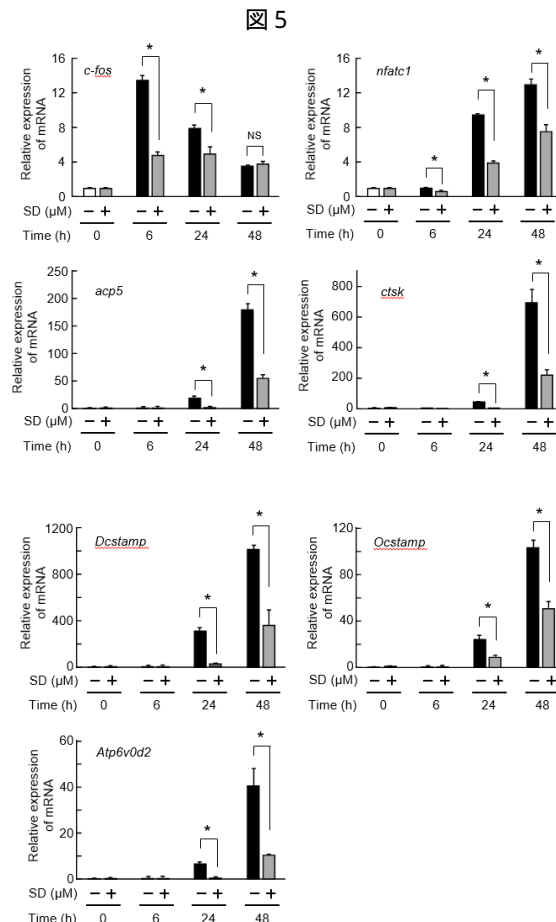 図 5
c-fos
Relative expression
of mRNA
16
12
8
4
0
* * NS
SD (μM) − + − + − + − +
Time (h) 0 6 24 48
nfatc1
Relative expression
of mRNA
16
12
8
4
0
* * *
SD (μM) − + − + − + − +
Time (h) 0 6 24 48
acp5
Relative expression
of mRNA
250
200
150
100
50
0
* *
SD (μM) − + − + − + − +
Time (h) 0 6 24 48
ctsk
Relative expression
of mRNA
800
600
400
200
0
* *
SD (μM) − + − + − + − +
Time (h) 0 6 24 48
Dcstamp
Relative expression
of mRNA
1200
800
400
0
* *
SD (μM) − + − + − + − +
Time (h) 0 6 24 48
Ocstamp
Relative expression
of mRNA
120
80
40
0
* *
SD (μM) − + − + − + − +
Time (h) 0 6 24 48
Atp6v0d2
Relative expression
of mRNA
60
40
20
0
* *
SD (μM) − + − + − + − +
Time (h) 0 6 24 48